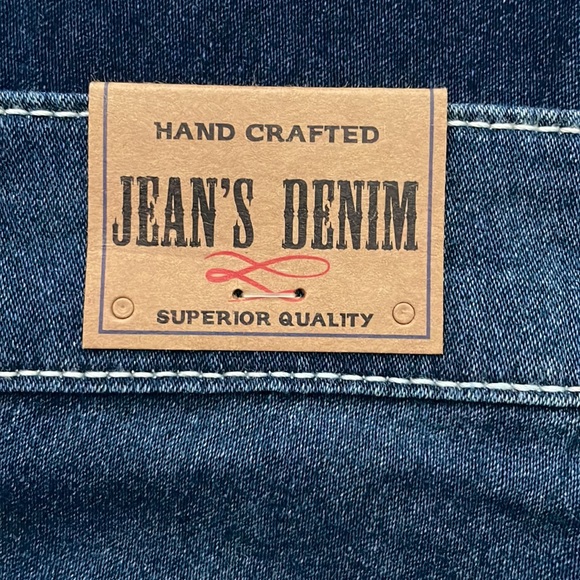 HAND CRAFTED
JEAN'S DENIM
SUPERIOR QUALITY